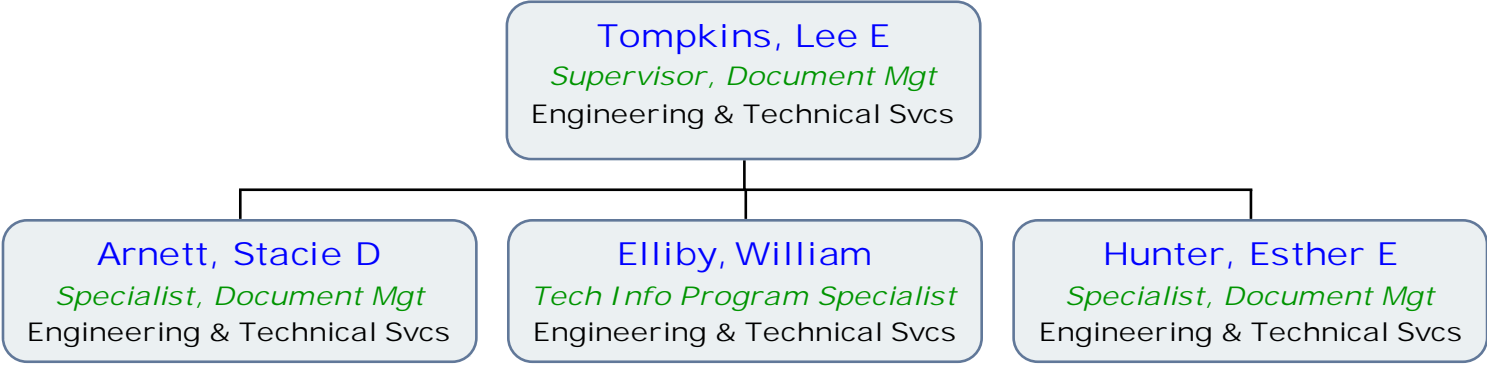 Tompkins, Lee E
Supervisor, Document Mgt
Engineering & Technical Svcs
Arnett, Stacie D
Specialist, Document Mgt
Engineering & Technical Svcs
Elliby, William
Tech Info Program Specialist
Engineering & Technical Svcs
Hunter, Esther E
Specialist, Document Mgt
Engineering & Technical Svcs